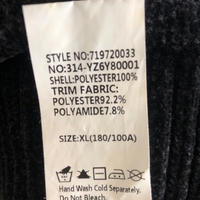 STYLE NO:719720033
NO:314-YZ6Y80001
SHELL:POLYESTER100%
TRIM FABRIC:
POLYESTER92.2%
POLYAMIDE7.8%
SIZE:XL(180/100A)
Hand Wash Cold Separately.
Do Not Bleach.